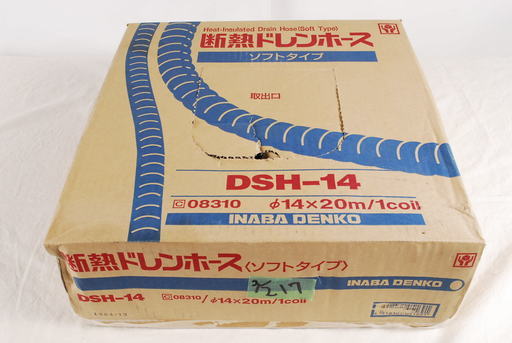 Heat-Insulated Drain Hose(Soft Type)
断熱ドレンホース
ソフトタイプ
取出口
DSH-14
C 08310 φ14×20m/1coil
INABA DENKO
断熱ドレンホース〈ソフトタイプ〉
INABA DENKO
DSH-14 C 08310/φ14×20m/1coil